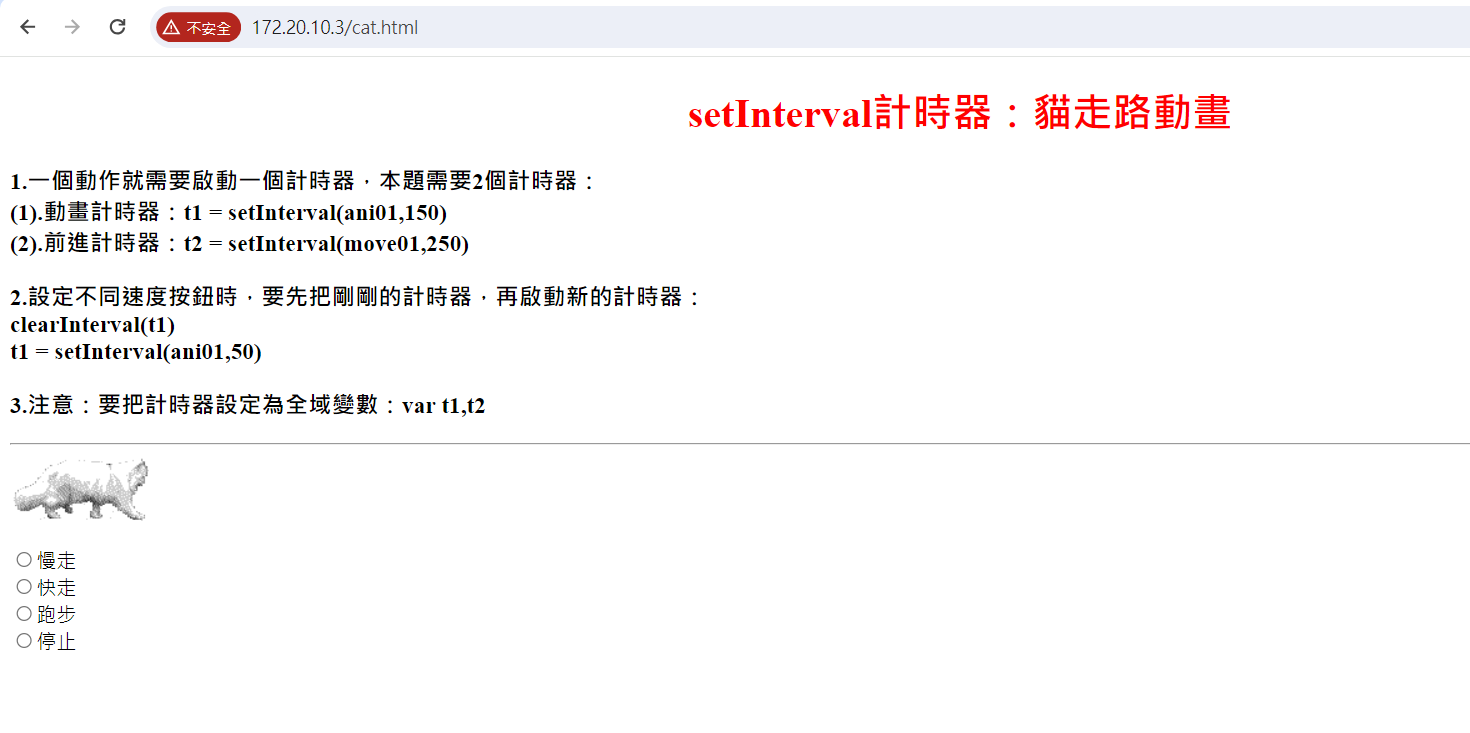 不安全 172.20.10.3/cat.html
setInterval計時器：貓走路動畫
1.一個動作就需要啟動一個計時器，本題需要2個計時器：
(1).動畫計時器：t1 = setInterval(ani01,150)
(2).前進計時器：t2 = setInterval(move01,250)
2.設定不同速度按鈕時，要先把剛剛的計時器，再啟動新的計時器：
clearInterval(t1)
t1 = setInterval(ani01,50)
3.注意：要把計時器設定為全域變數：var t1,t2
慢走
快走
跑步
停止